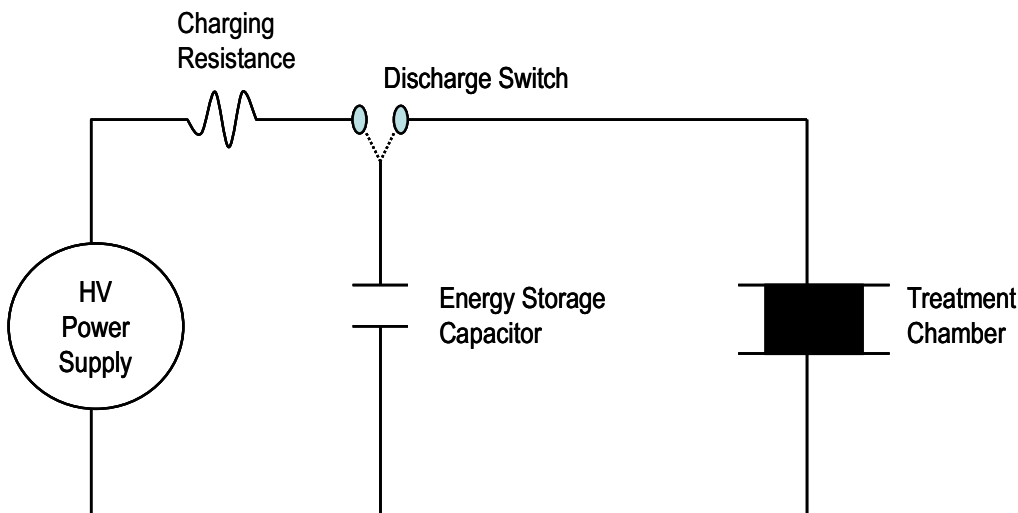 Charging
Resistance
Discharge Switch
HV
Power
Supply
Energy Storage
Capacitor
Treatment
Chamber